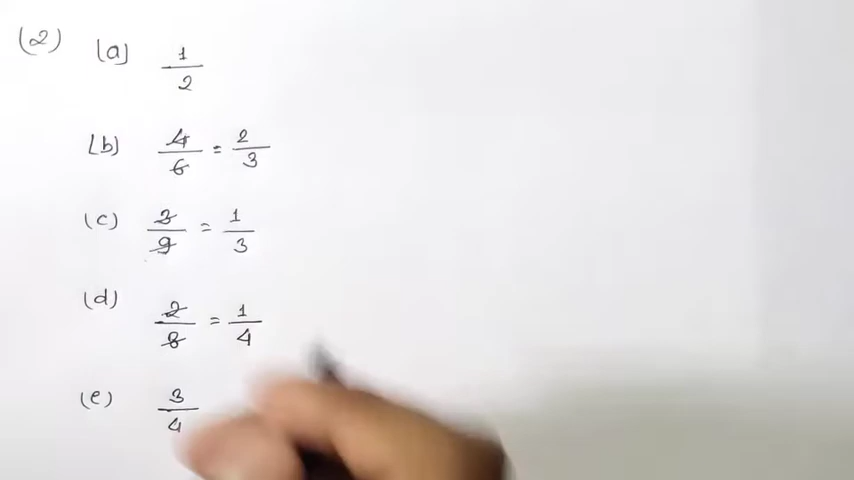 (2) (a) 1/2
(b) 4/6 = 2/3
(c) 3/9 = 1/3
(d) 2/8 = 1/4
(e) 3/4